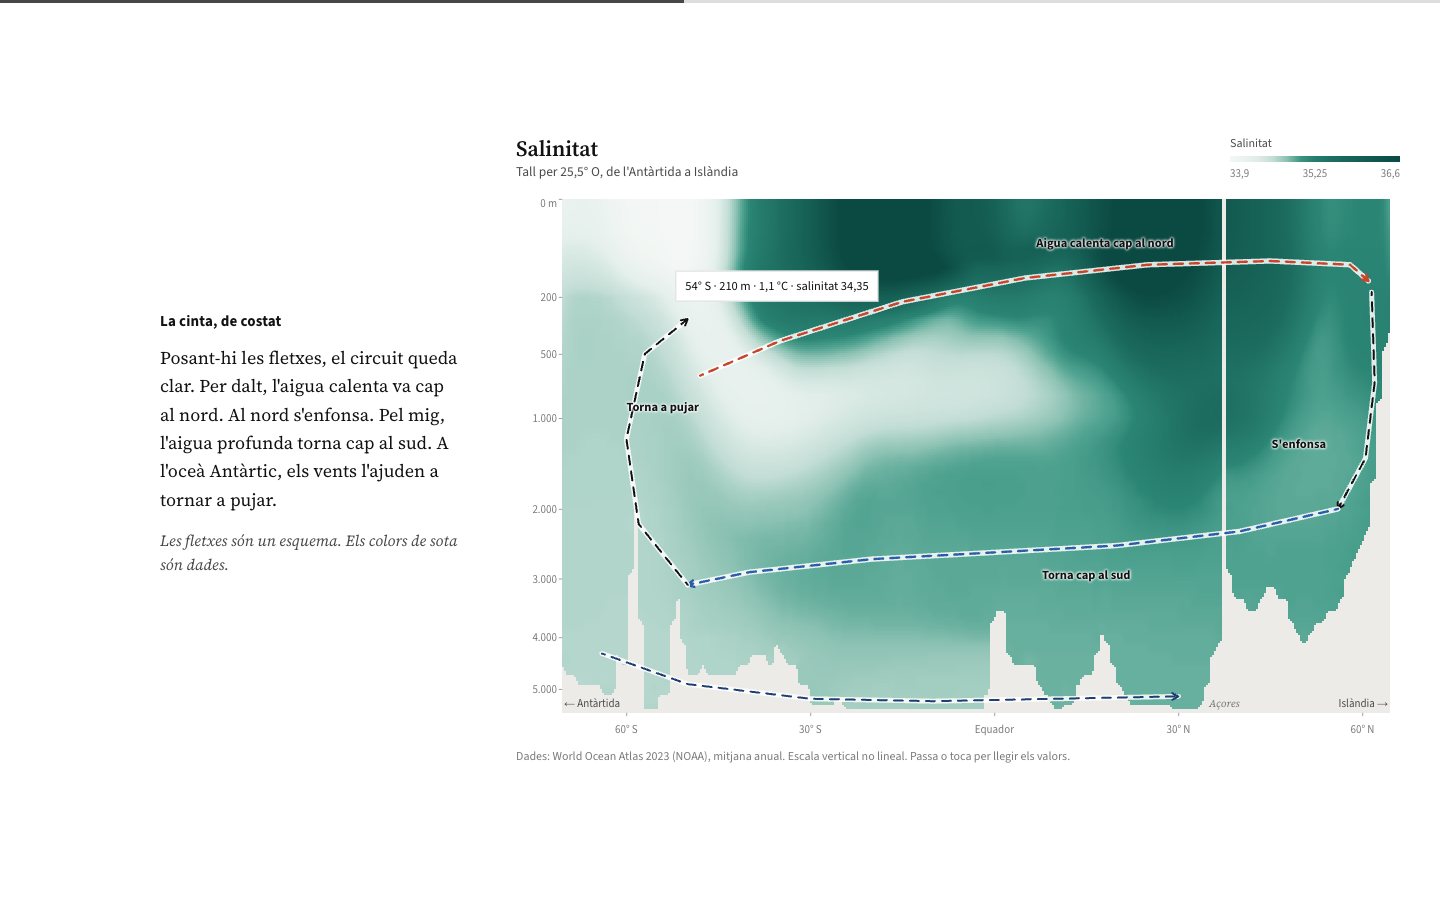 La cinta, de costat
Posant-hi les fletxes, el circuit queda
clar. Per dalt, l'aigua calenta va cap
al nord. Al nord s'enfonsa. Pel mig,
l'aigua profunda torna cap al sud. A
l'oceà Antàrtic, els vents l'ajuden a
tornar a pujar.
Les fletxes són un esquema. Els colors de sota
són dades.
Salinitat
Tall per 25,5° O, de l'Antàrtida a Islàndia
Salinitat
33,9 35,25 36,6
0 m
200
500
1.000
2.000
3.000
4.000
5.000
Aigua calenta cap al nord
54° S · 210 m · 1,1 °C · salinitat 34,35
Torna a pujar
S'enfonsa
Torna cap al sud
← Antàrtida
Açores
Islàndia →
60° S 30° S Equador 30° N 60° N
Dades: World Ocean Atlas 2023 (NOAA), mitjana anual. Escala vertical no lineal. Passa o toca per llegir els valors.